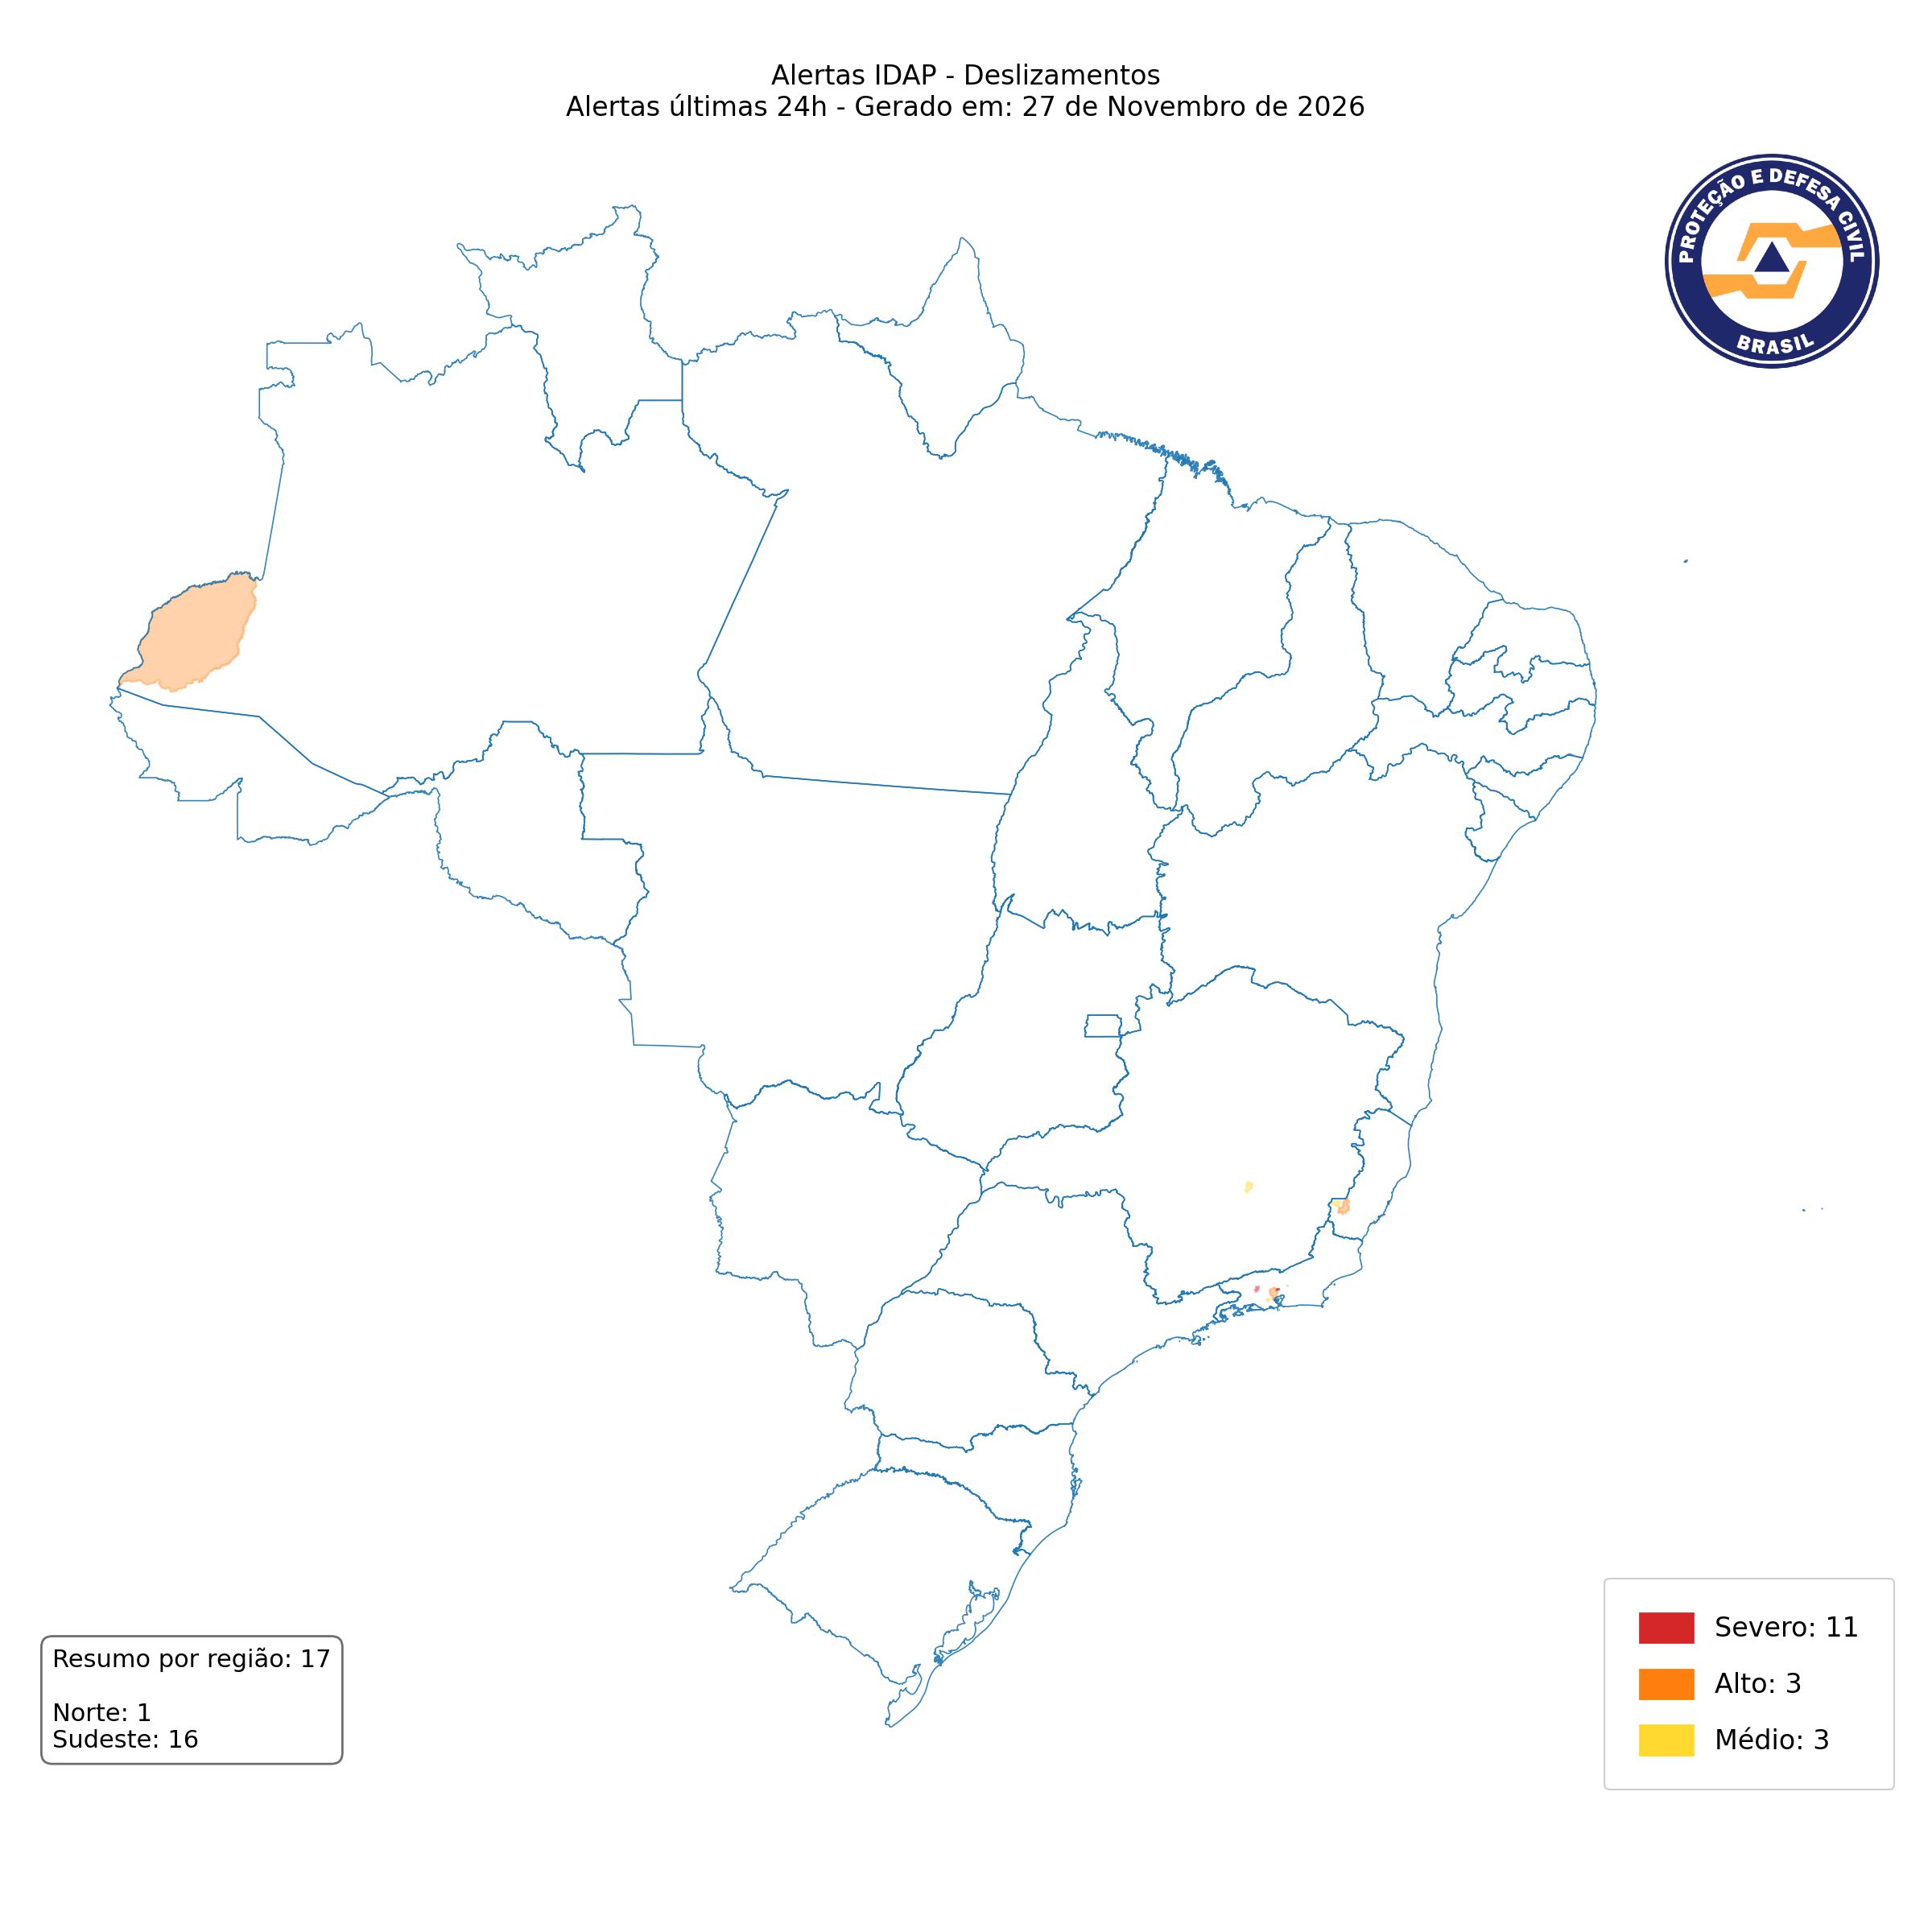 Alertas IDAP - Deslizamentos
Alertas últimas 24h - Gerado em: 27 de Novembro de 2026
PROTEÇÃO E DEFESA CIVIL
BRASIL
Resumo por região: 17
Norte: 1
Sudeste: 16
Severo: 11
Alto: 3
Médio: 3